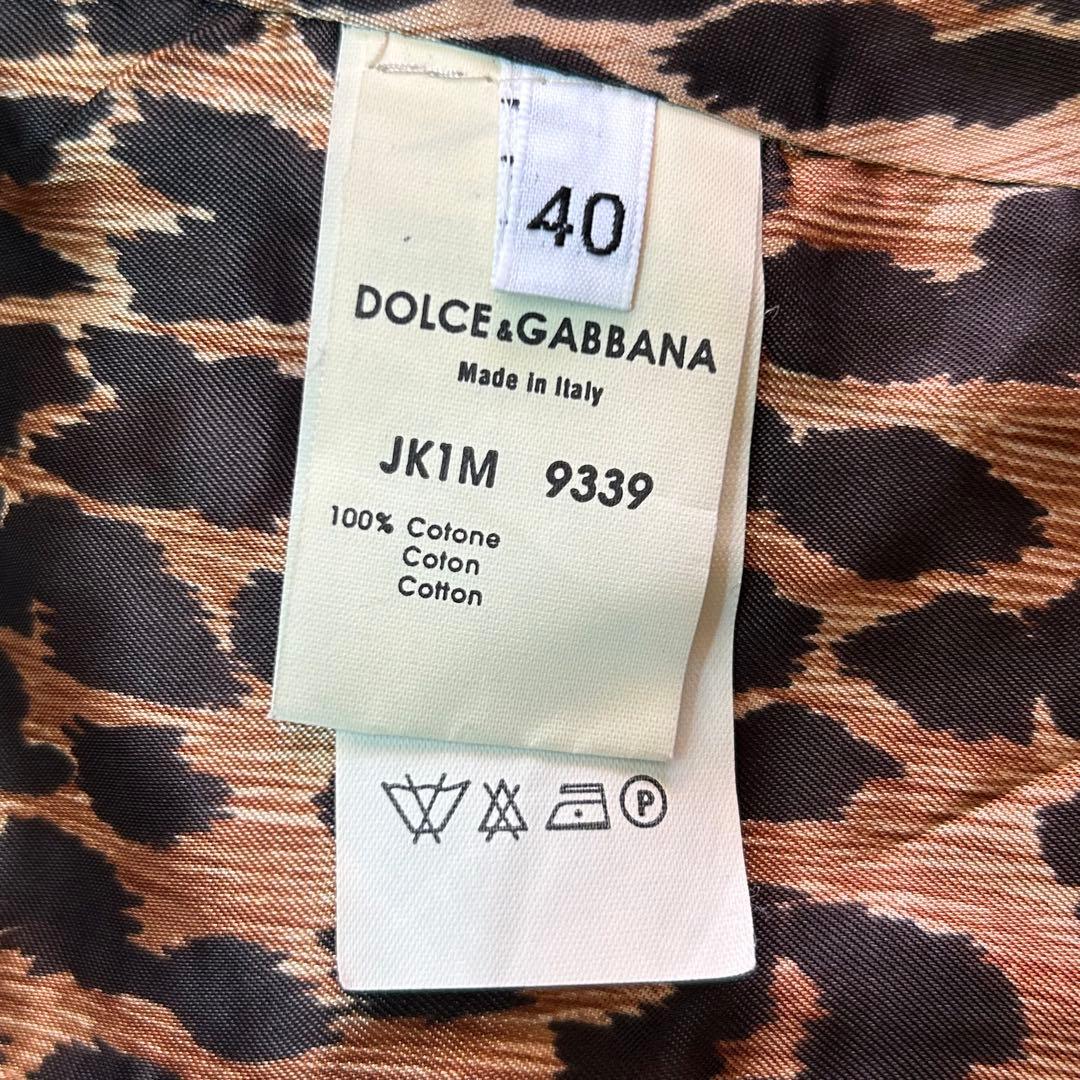 40
DOLCE&GABBANA
Made in Italy
JK1M 9339
100% Cotone
Coton
Cotton
P